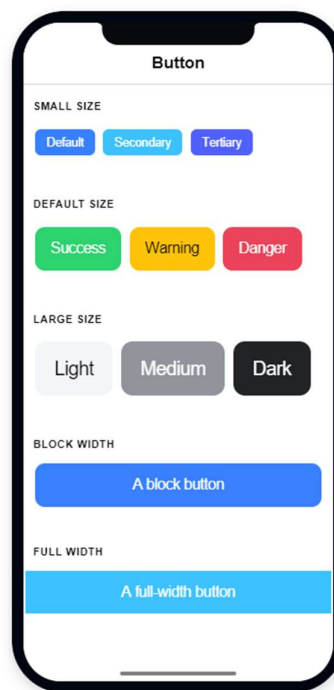 Button
SMALL SIZE
Default Secondary Tertiary
DEFAULT SIZE
Success Warning Danger
LARGE SIZE
Light Medium Dark
BLOCK WIDTH
A block button
FULL WIDTH
A full-width button